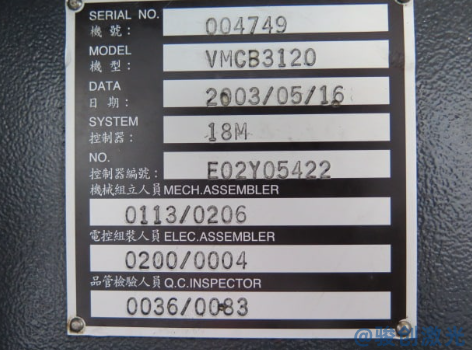 SERIAL NO.
機號： 004749
MODEL
機型： VMCB3120
DATA
日期： 2003/05/16
SYSTEM
控制器： 18M
NO.
控制器編號： E02Y05422
機械組立人員 MECH.ASSEMBLER
0113/0206
電控組裝人員 ELEC.ASSEMBLER
0200/0004
品管檢驗人員 Q.C.INSPECTOR
0036/0083